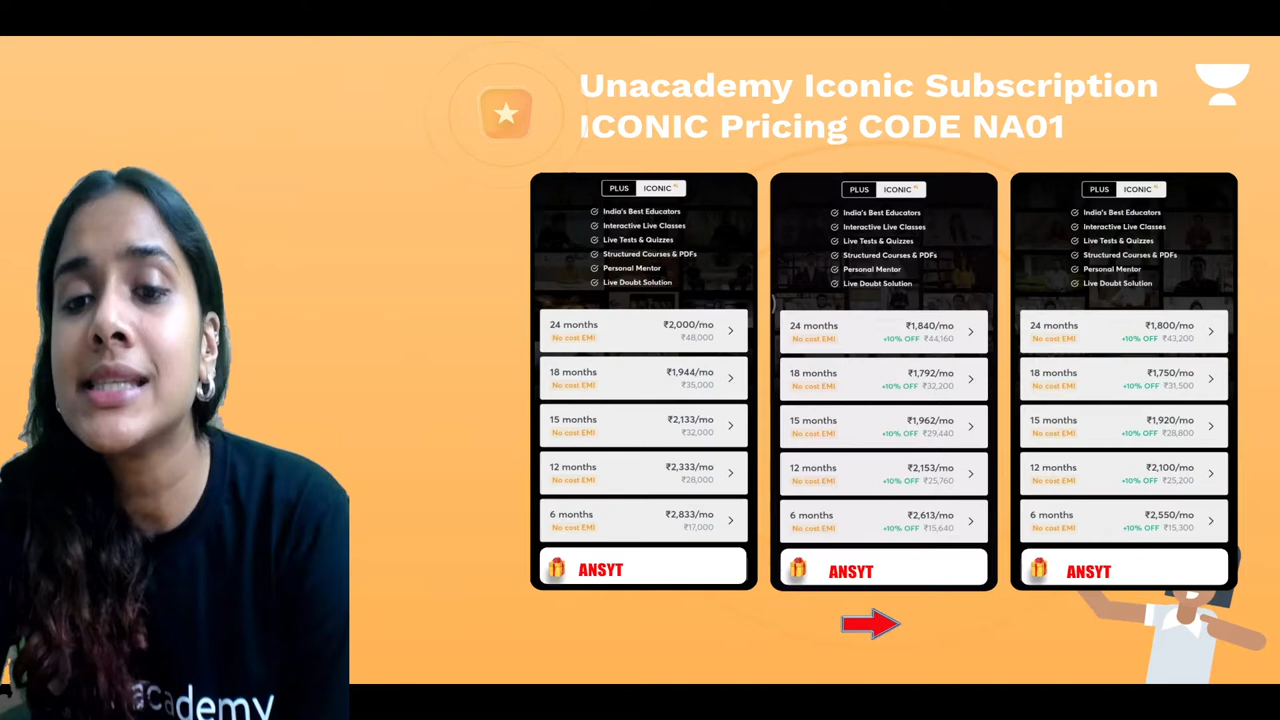 Unacademy Iconic Subscription
ICONIC Pricing CODE NA01
PLUS ICONIC
India's Best Educators
Interactive Live Classes
Live Tests & Quizzes
Structured Courses & PDFs
Personal Mentor
Live Doubt Solution
24 months ₹2,000/mo
No cost EMI ₹48,000
18 months ₹1,944/mo
No cost EMI ₹35,000
15 months ₹2,133/mo
No cost EMI ₹32,000
12 months ₹2,333/mo
No cost EMI ₹28,000
6 months ₹2,833/mo
No cost EMI ₹17,000
ANSYT
PLUS ICONIC
India's Best Educators
Interactive Live Classes
Live Tests & Quizzes
Structured Courses & PDFs
Personal Mentor
Live Doubt Solution
24 months ₹1,840/mo
No cost EMI +10% OFF ₹44,160
18 months ₹1,792/mo
No cost EMI +10% OFF ₹32,200
15 months ₹1,962/mo
No cost EMI +10% OFF ₹29,440
12 months ₹2,153/mo
No cost EMI +10% OFF ₹25,760
6 months ₹2,613/mo
No cost EMI +10% OFF ₹15,640
ANSYT
PLUS ICONIC
India's Best Educators
Interactive Live Classes
Live Tests & Quizzes
Structured Courses & PDFs
Personal Mentor
Live Doubt Solution
24 months ₹1,800/mo
No cost EMI +10% OFF ₹43,200
18 months ₹1,750/mo
No cost EMI +10% OFF ₹31,500
15 months ₹1,920/mo
No cost EMI +10% OFF ₹28,800
12 months ₹2,100/mo
No cost EMI +10% OFF ₹25,200
6 months ₹2,550/mo
No cost EMI +10% OFF ₹15,300
ANSYT
academy